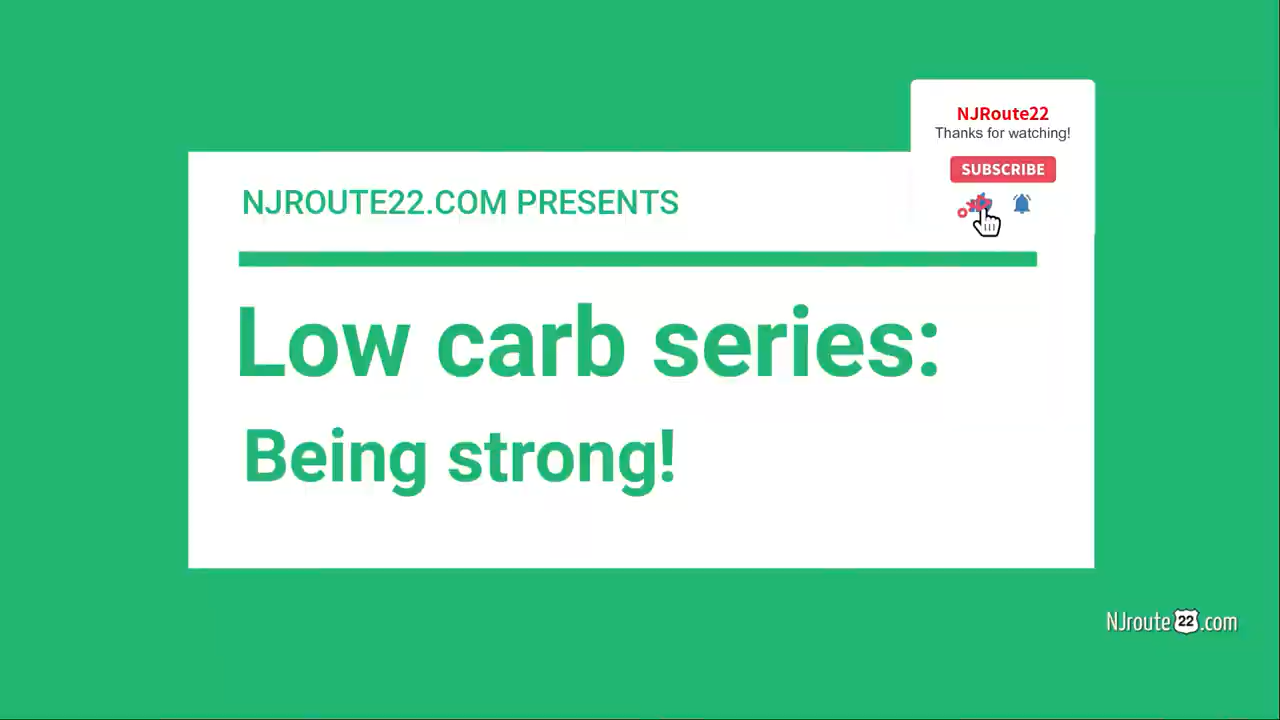 NJRoute22
Thanks for watching!
SUBSCRIBE
NJROUTE22.COM PRESENTS
Low carb series:
Being strong!
NJroute22.com